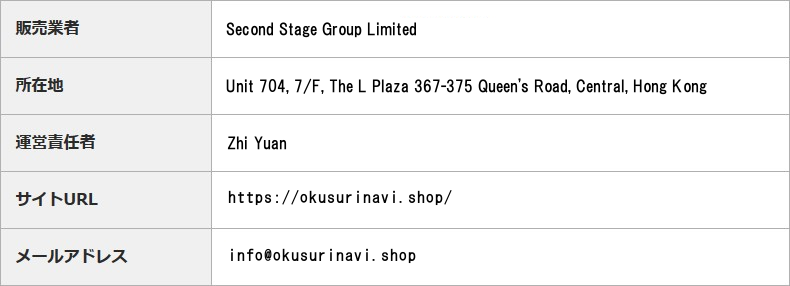 販売業者
Second Stage Group Limited
所在地
Unit 704, 7/F, The L Plaza 367-375 Queen's Road, Central, Hong Kong
運営責任者
Zhi Yuan
サイトURL
https://okusurinavi.shop/
メールアドレス
info@okusurinavi.shop